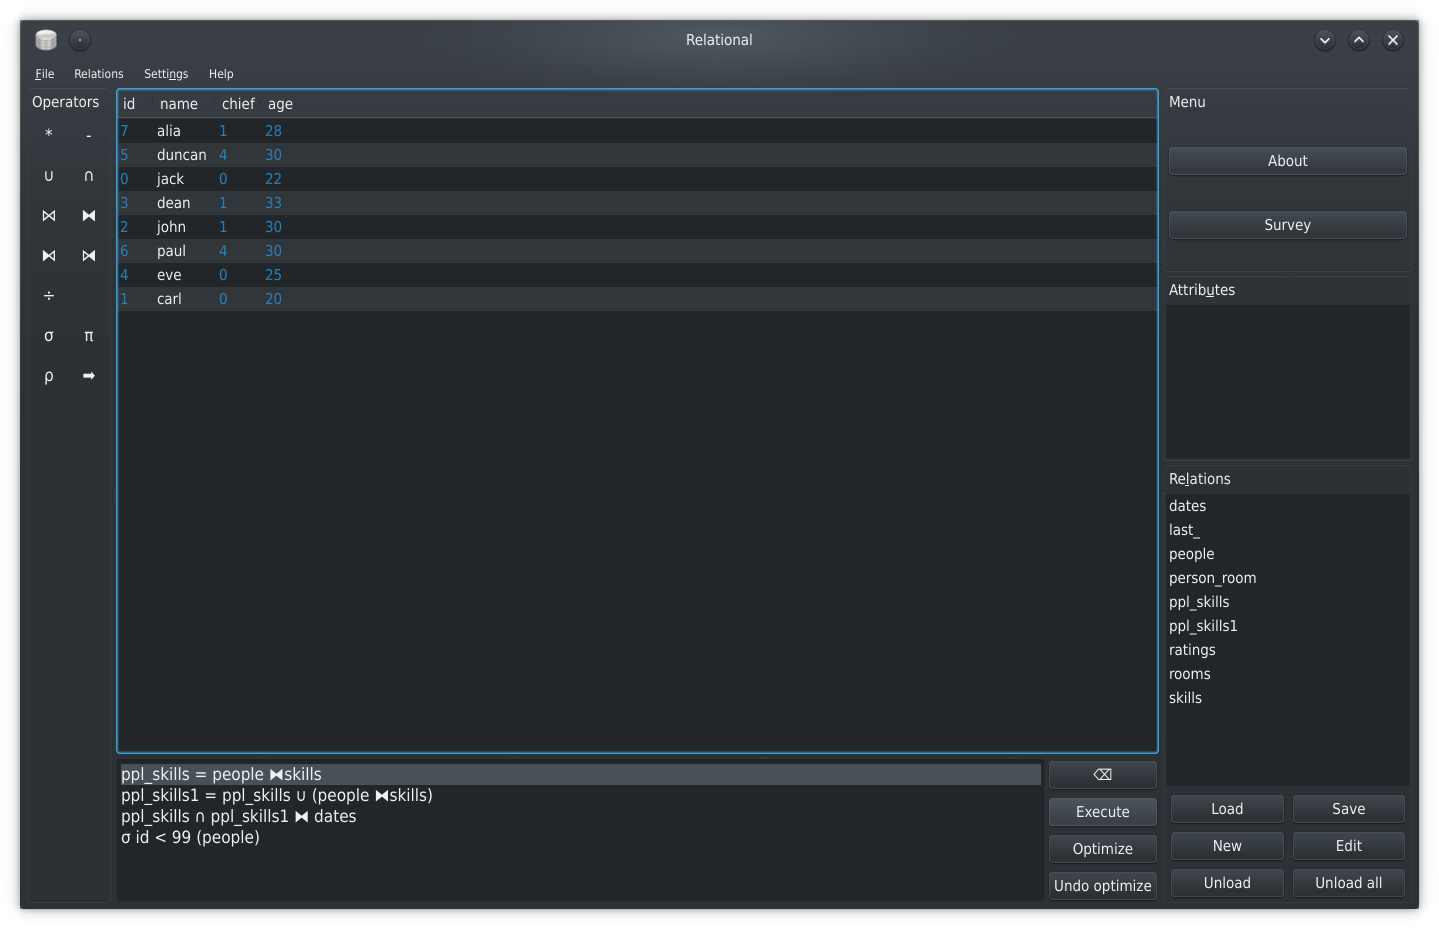 Relational
File Relations Settings Help
Operators
* -
∪ ∩
⋈ ⧓
⧑ ⧒
÷
σ π
ρ ➡
id name chief age
7 alia 1 28
5 duncan 4 30
0 jack 0 22
3 dean 1 33
2 john 1 30
6 paul 4 30
4 eve 0 25
1 carl 0 20
ppl_skills = people ⧓skills
ppl_skills1 = ppl_skills ∪ (people ⧓skills)
ppl_skills ∩ ppl_skills1 ⧓ dates
σ id < 99 (people)
⌫
Execute
Optimize
Undo optimize
Menu
About
Survey
Attributes
Relations
dates
last_
people
person_room
ppl_skills
ppl_skills1
ratings
rooms
skills
Load Save
New Edit
Unload Unload all